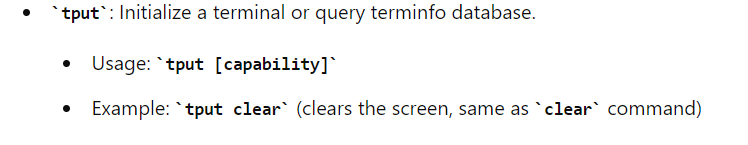 • `tput`: Initialize a terminal or query terminfo database.
• Usage: `tput [capability]`
• Example: `tput clear` (clears the screen, same as `clear` command)